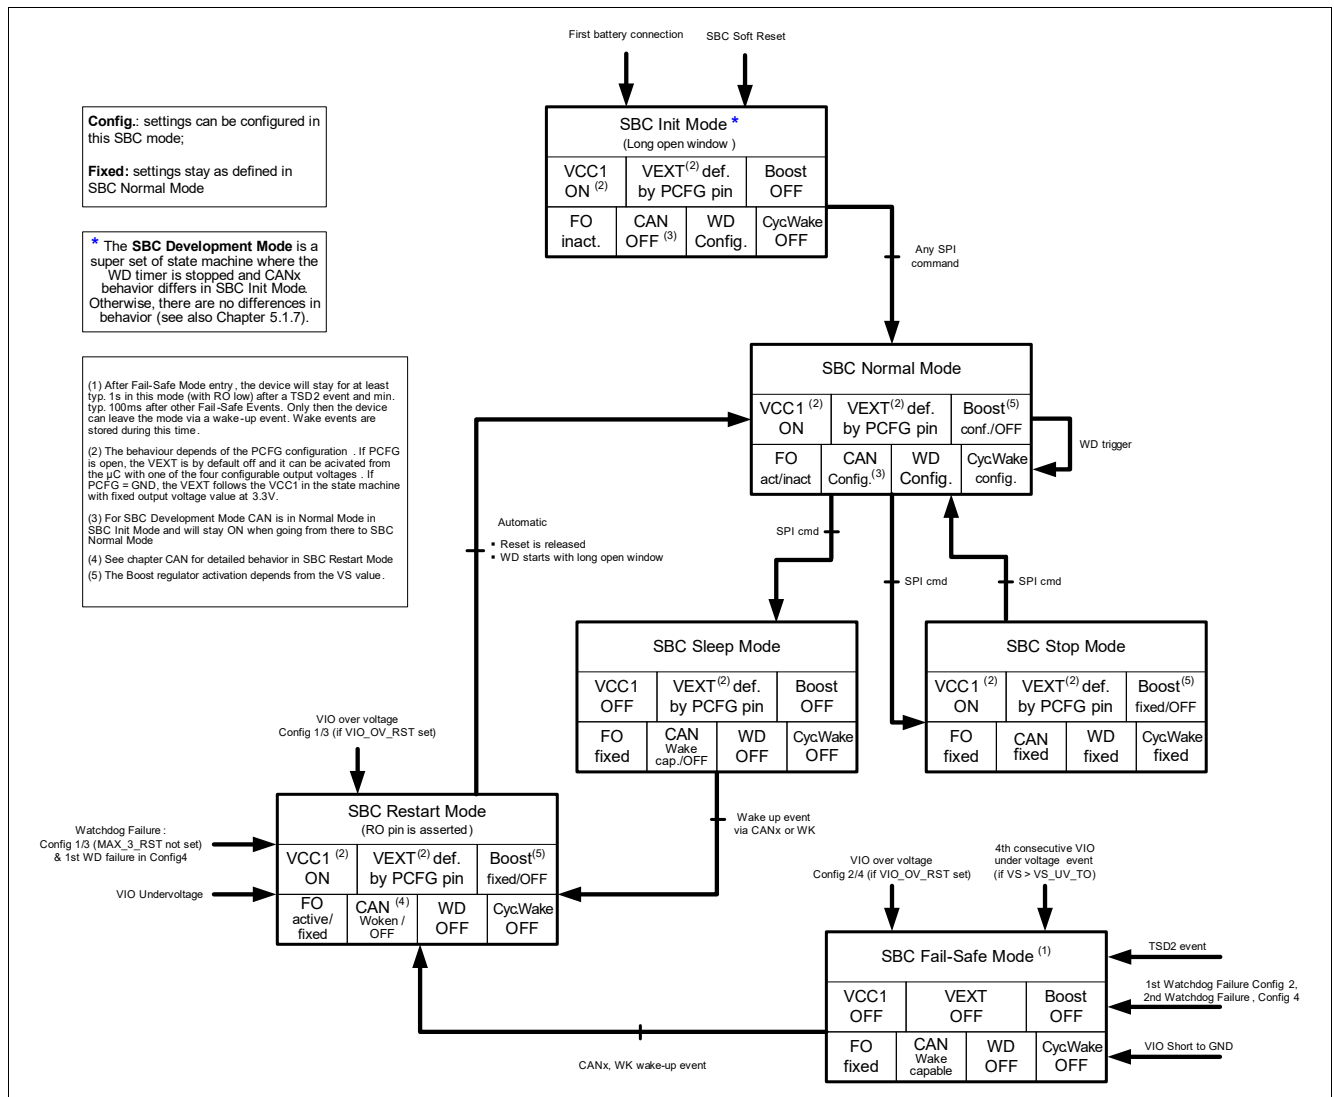 First battery connection
SBC Soft Reset
Config.: settings can be configured in
this SBC mode;
Fixed: settings stay as defined in
SBC Normal Mode
* The SBC Development Mode is a
super set of state machine where the
WD timer is stopped and CANx
behavior differs in SBC Init Mode.
Otherwise, there are no differences in
behavior (see also Chapter 5.1.7).
(1) After Fail-Safe Mode entry, the device will stay for at least
typ. 1s in this mode (with RO low) after a TSD2 event and min.
typ. 100ms after other Fail-Safe Events. Only then the device
can leave the mode via a wake-up event. Wake events are
stored during this time.
(2) The behaviour depends of the PCFG configuration . If PCFG
is open, the VEXT is by default off and it can be acivated from
the µC with one of the four configurable output voltages . If
PCFG = GND, the VEXT follows the VCC1 in the state machine
with fixed output voltage value at 3.3V.
(3) For SBC Development Mode CAN is in Normal Mode in
SBC Init Mode and will stay ON when going from there to SBC
Normal Mode
(4) See chapter CAN for detailed behavior in SBC Restart Mode
(5) The Boost regulator activation depends from the VS value.
SBC Init Mode *
(Long open window )
VCC1
ON (2)
VEXT(2) def.
by PCFG pin
Boost
OFF
FO
inact.
CAN
OFF (3)
WD
Config.
Cyc.Wake
OFF
Any SPI
command
SBC Normal Mode
VCC1 (2)
ON
VEXT(2) def.
by PCFG pin
Boost(5)
conf./OFF
FO
act/inact
CAN
Config.(3)
WD
Config.
Cyc.Wake
config.
WD trigger
Automatic
▪ Reset is released
▪ WD starts with long open window
SPI cmd
SPI cmd
SPI cmd
SBC Sleep Mode
VCC1
OFF
VEXT(2) def.
by PCFG pin
Boost
OFF
FO
fixed
CAN
Wake
cap./OFF
WD
OFF
Cyc.Wake
OFF
SBC Stop Mode
VCC1 (2)
ON
VEXT(2) def.
by PCFG pin
Boost(5)
fixed/OFF
FO
fixed
CAN
fixed
WD
fixed
Cyc.Wake
fixed
VIO over voltage
Config 1/3 (if VIO_OV_RST set)
Watchdog Failure :
Config 1/3 (MAX_3_RST not set)
& 1st WD failure in Config4
VIO Undervoltage
SBC Restart Mode
(RO pin is asserted )
VCC1 (2)
ON
VEXT(2) def.
by PCFG pin
Boost(5)
fixed/OFF
FO
active/
fixed
CAN (4)
Woken /
OFF
WD
OFF
Cyc.Wake
OFF
Wake up event
via CANx or WK
VIO over voltage
Config 2/4 (if VIO_OV_RST set)
4th consecutive VIO
under voltage event
(if VS > VS_UV_TO)
SBC Fail-Safe Mode (1)
VCC1
OFF
VEXT
OFF
Boost
OFF
FO
fixed
CAN
Wake
capable
WD
OFF
Cyc.Wake
OFF
TSD2 event
1st Watchdog Failure Config 2,
2nd Watchdog Failure , Config 4
VIO Short to GND
CANx, WK wake-up event